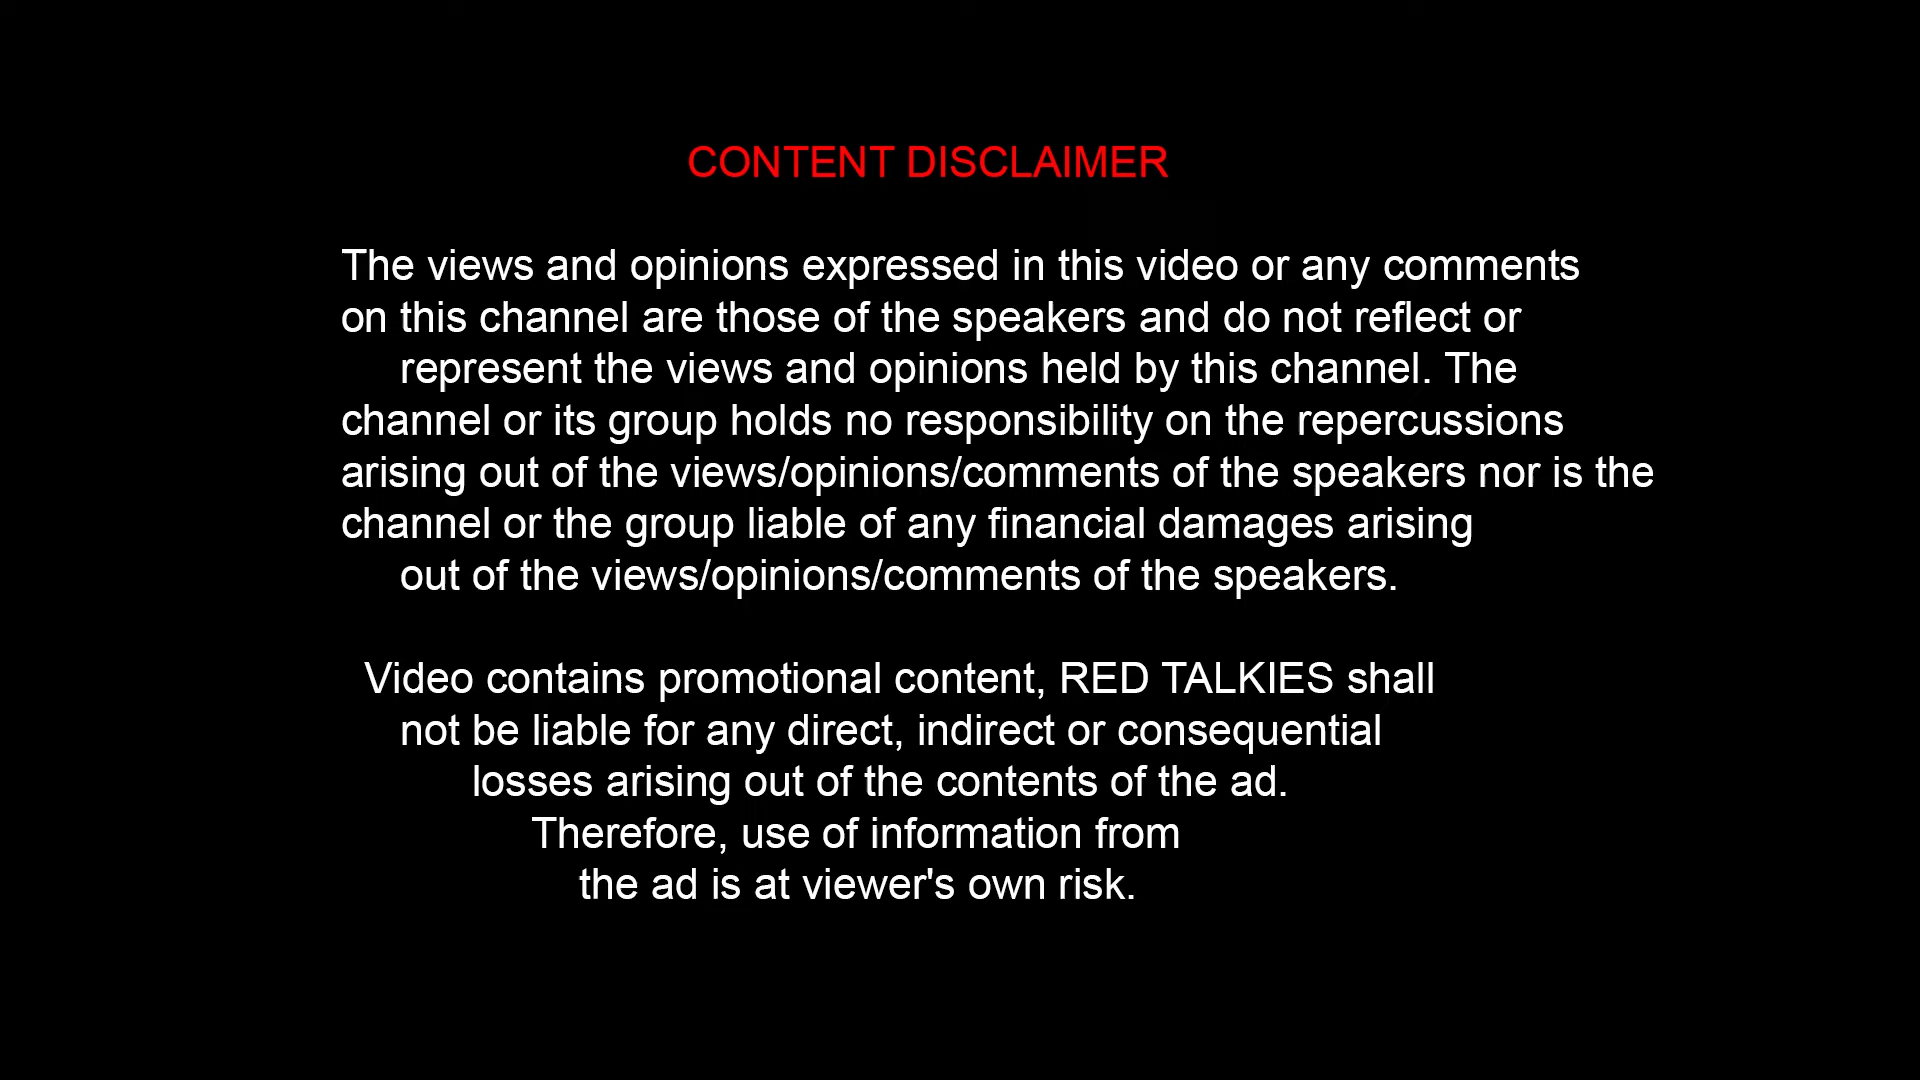 CONTENT DISCLAIMER
The views and opinions expressed in this video or any comments
on this channel are those of the speakers and do not reflect or
represent the views and opinions held by this channel. The
channel or its group holds no responsibility on the repercussions
arising out of the views/opinions/comments of the speakers nor is the
channel or the group liable of any financial damages arising
out of the views/opinions/comments of the speakers.
Video contains promotional content, RED TALKIES shall
not be liable for any direct, indirect or consequential
losses arising out of the contents of the ad.
Therefore, use of information from
the ad is at viewer's own risk.